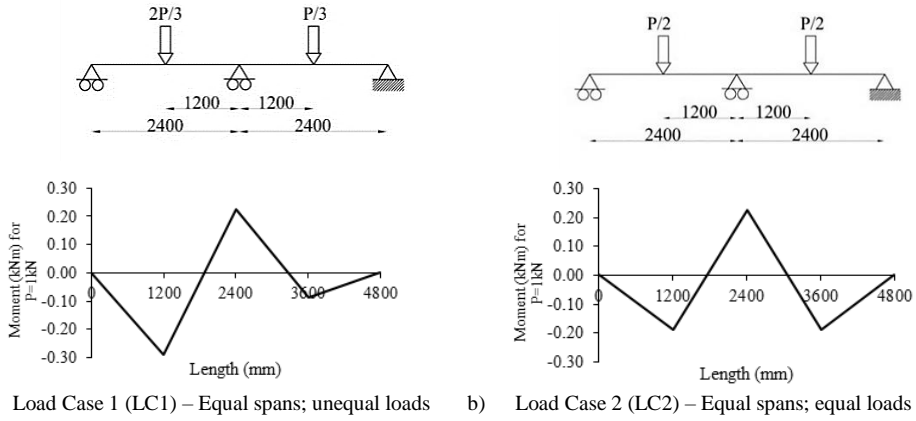 2P/3
P/3
1200
1200
2400
2400
0.30
0.20
0.10
0.00
-0.10
-0.20
-0.30
Moment (kNm) for
P=1kN
0
1200
2400
3600
4800
Length (mm)
Load Case 1 (LC1) – Equal spans; unequal loads
P/2
P/2
1200
1200
2400
2400
0.30
0.20
0.10
0.00
-0.10
-0.20
-0.30
Moment (kNm) for
P=1kN
0
1200
2400
3600
4800
Length (mm)
b) Load Case 2 (LC2) – Equal spans; equal loads